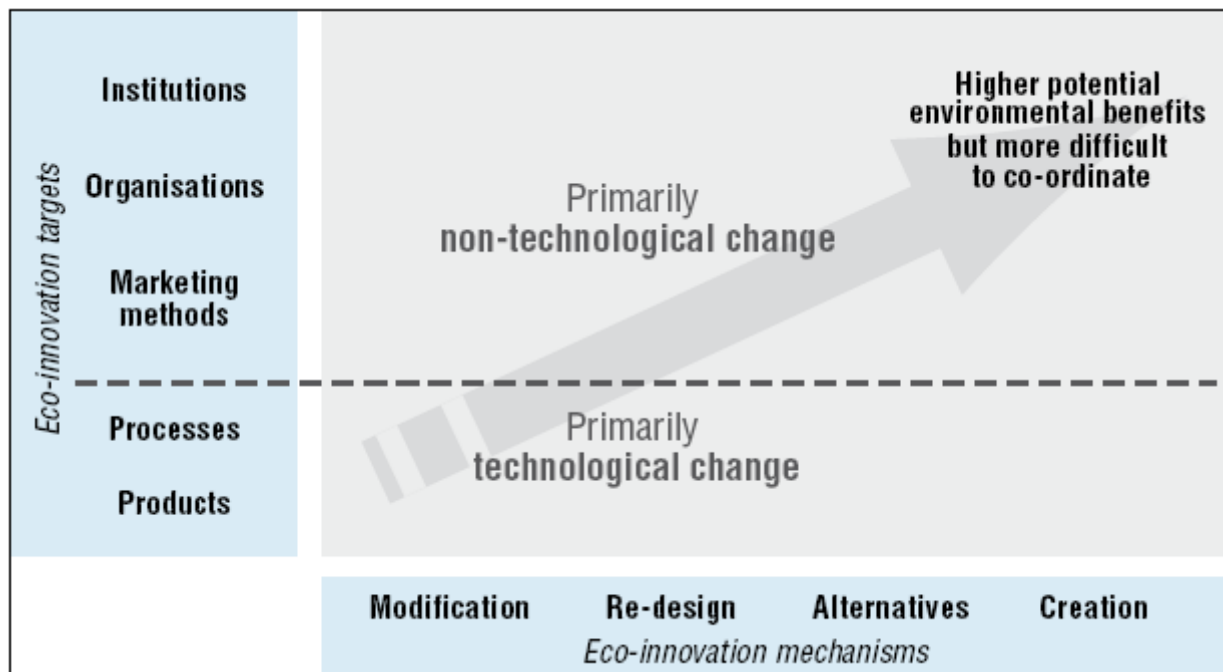 Eco-innovation targets
Institutions
Organisations
Marketing
methods
Processes
Products
Higher potential
environmental benefits
but more difficult
to co-ordinate
Primarily
non-technological change
Primarily
technological change
Modification
Re-design
Alternatives
Creation
Eco-innovation mechanisms